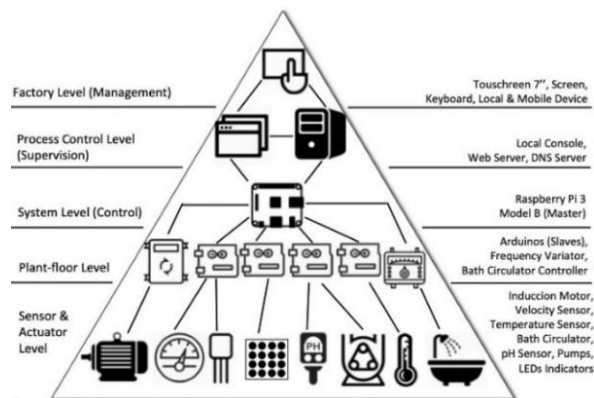 Factory Level (Management)
Touschreen 7", Screen,
Keyboard, Local & Mobile Device
Process Control Level
(Supervision)
Local Console,
Web Server, DNS Server
System Level (Control)
Raspberry Pi 3
Model B (Master)
Plant-floor Level
Arduinos (Slaves),
Frequency Variator,
Bath Circulator Controller
Sensor &
Actuator
Level
PH
Induccion Motor,
Velocity Sensor,
Temperature Sensor,
Bath Circulator,
pH Sensor, Pumps,
LEDs Indicators